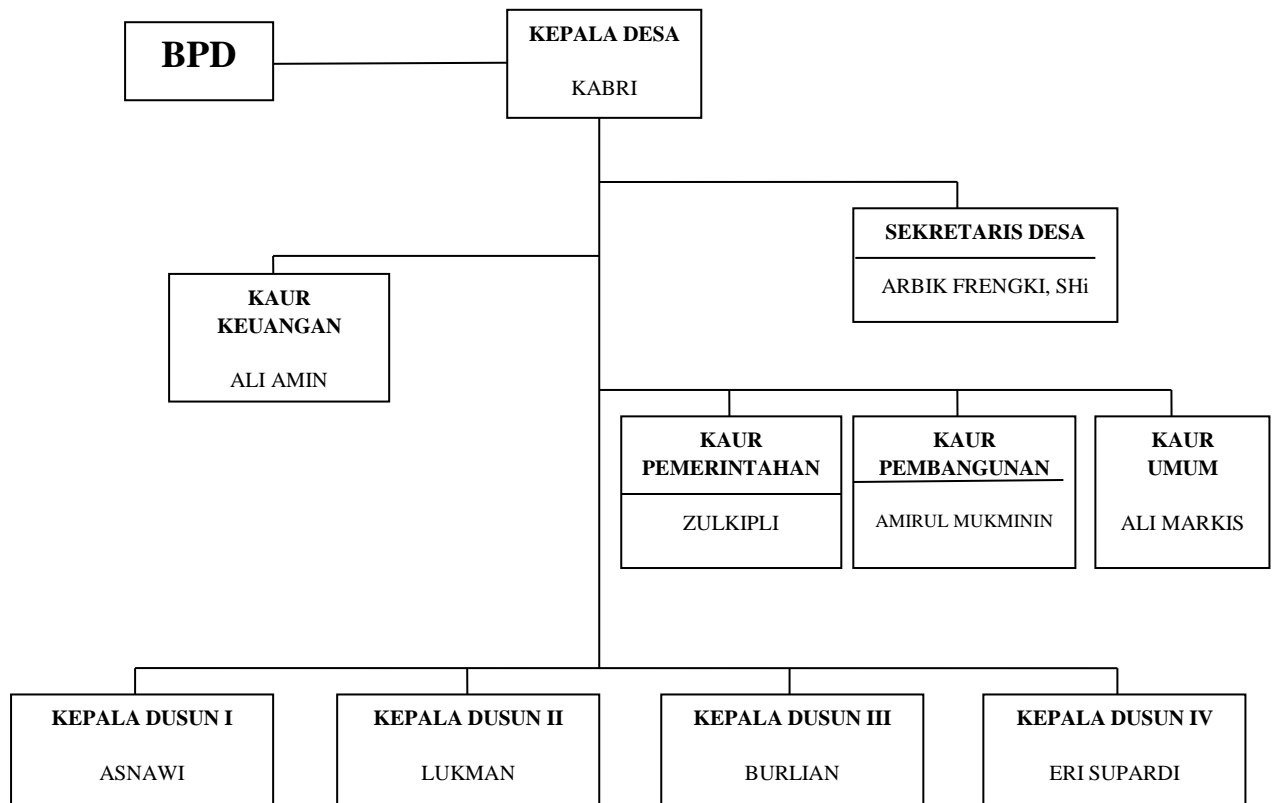 BPD
KEPALA DESA
KABRI
SEKRETARIS DESA
ARBIK FRENGKI, SHi
KAUR
KEUANGAN
ALI AMIN
KAUR
PEMERINTAHAN
ZULKIPLI
KAUR
PEMBANGUNAN
AMIRUL MUKMININ
KAUR
UMUM
ALI MARKIS
KEPALA DUSUN I
ASNAWI
KEPALA DUSUN II
LUKMAN
KEPALA DUSUN III
BURLIAN
KEPALA DUSUN IV
ERI SUPARDI